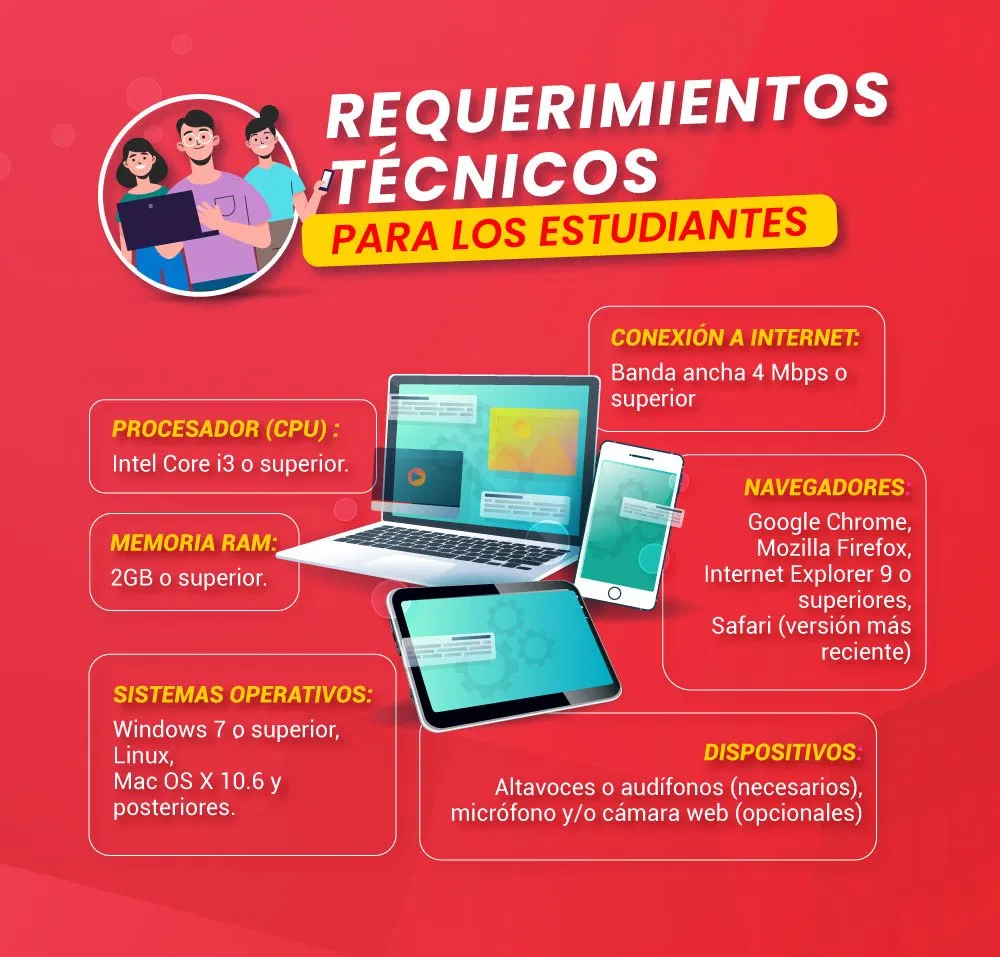 REQUERIMIENTOS
TÉCNICOS
PARA LOS ESTUDIANTES
CONEXIÓN A INTERNET:
Banda ancha 4 Mbps o
superior
PROCESADOR (CPU) :
Intel Core i3 o superior.
NAVEGADORES:
Google Chrome,
Mozilla Firefox,
Internet Explorer 9 o
superiores,
Safari (versión más
reciente)
MEMORIA RAM:
2GB o superior.
SISTEMAS OPERATIVOS:
Windows 7 o superior,
Linux,
Mac OS X 10.6 y
posteriores.
DISPOSITIVOS:
Altavoces o audífonos (necesarios),
micrófono y/o cámara web (opcionales)